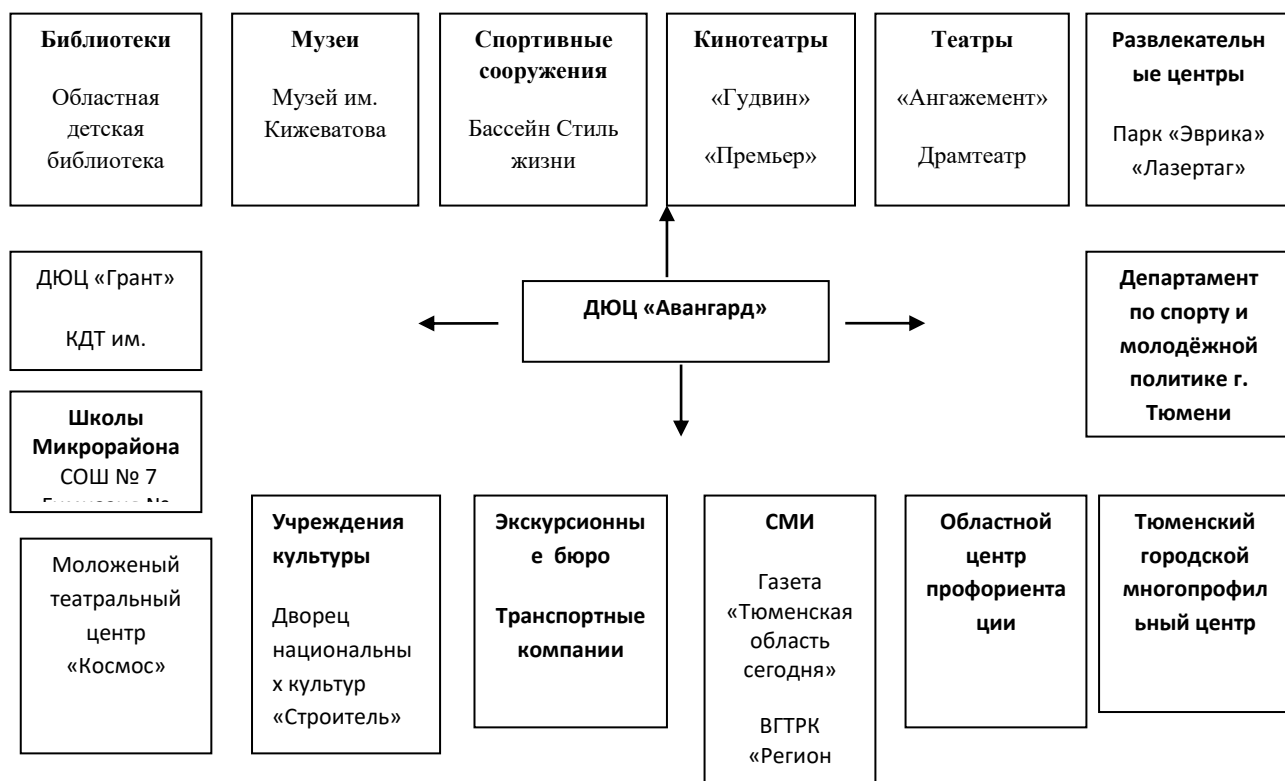 Библиотеки
Областная
детская
библиотека
Музеи
Музей им.
Кижеватова
Спортивные
сооружения
Бассейн Стиль
жизни
Кинотеатры
«Гудвин»
«Премьер»
Театры
«Ангажемент»
Драмтеатр
Развлекательн
ые центры
Парк «Эврика»
«Лазертаг»
ДЮЦ «Грант»
КДТ им.
ДЮЦ «Авангард»
Департамент
по спорту и
молодёжной
политике г.
Тюмени
Школы
Микрорайона
СОШ № 7
Моложеный
театральный
центр
«Космос»
Учреждения
культуры
Дворец
национальны
х культур
«Строитель»
Экскурсионны
е бюро
Транспортные
компании
СМИ
Газета
«Тюменская
область
сегодня»
ВГТРК
«Регион
Областной
центр
профориента
ции
Тюменский
городской
многопрофил
ьный центр